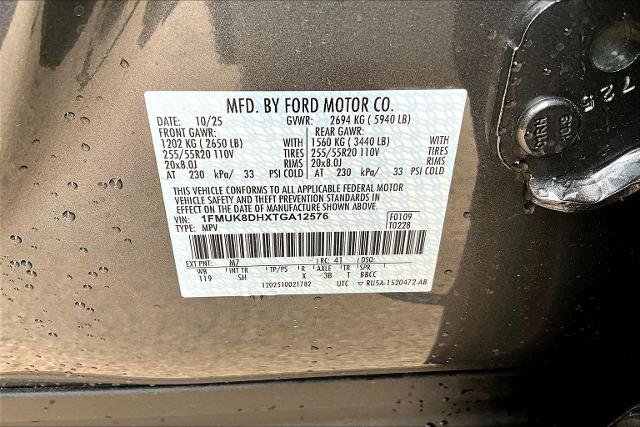 MFD. BY FORD MOTOR CO.
DATE: 10/25 GVWR: 2694 KG ( 5940 LB)
FRONT GAWR: REAR GAWR:
1202 KG ( 2650 LB) WITH 1560 KG ( 3440 LB) WITH
255/55R20 110V TIRES 255/55R20 110V TIRES
20x8.0J RIMS 20x8.0J RIMS
AT 230 kPa/ 33 PSI COLD AT 230 kPa/ 33 PSI COLD
THIS VEHICLE CONFORMS TO ALL APPLICABLE FEDERAL MOTOR
VEHICLE SAFETY AND THEFT PREVENTION STANDARDS IN
EFFECT ON THE DATE OF MANUFACTURE SHOWN ABOVE.
VIN: 1FMUK8DHXTGA12576 F0109
TYPE: MPV T0228
EXT PNT: M7 RC: 41 DSO:
WB INT TR TP/PS R AXLE TR SPR
119 SH X 3B T BBCC
1202510021782 UTC ▽ RU5A-1520472-AB
725